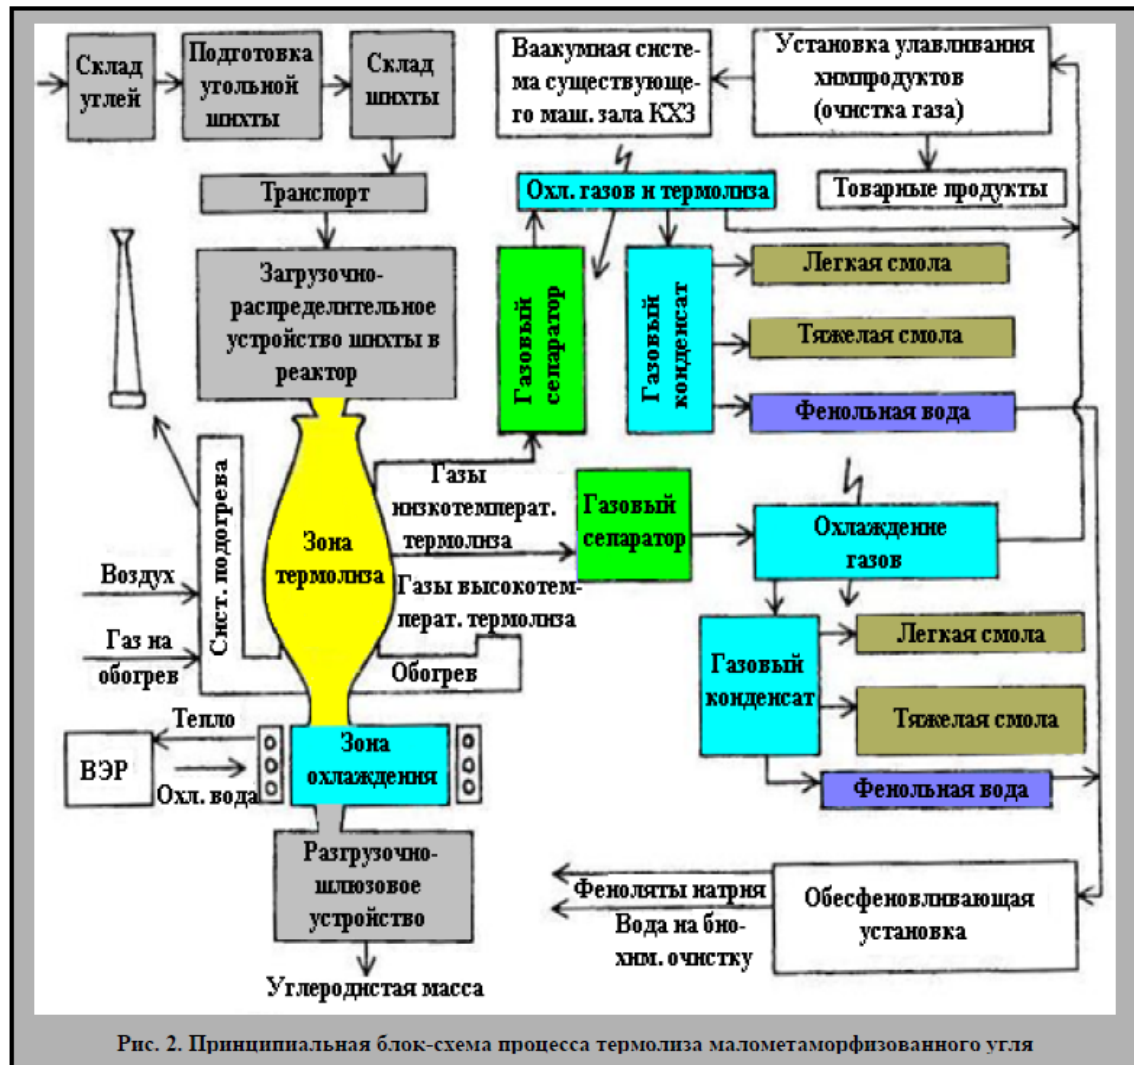 Склад
углей
Подготовка
угольной
шихты
Склад
шихты
Ваакумная систе-
ма существующе-
го маш. зала КХЗ
Установка улавливания
химпродуктов
(очистка газа)
Транспорт
Охл. газов и термолиза
Товарные продукты
Загрузочно-
распределительное
устройство шихты в
реактор
Газовый
сепаратор
Газовый
конденсат
Легкая смола
Тяжелая смола
Фенольная вода
Сист. подогрева
Зона
термолиза
Газы
низкотемперат.
термолиза
Газовый
сепаратор
Охлаждение
газов
Воздух
Газы высокотем-
перат. термолиза
Газ на
обогрев
Обогрев
Газовый
конденсат
Легкая смола
Тяжелая смола
Фенольная вода
Тепло
ВЭР
Охл. вода
Зона
охлаждения
Разгрузочно-
шлюзовое
устройство
Углеродистая масса
Феноляты натрия
Вода на био-
хим. очистку
Обесфеновливающая
установка
Рис. 2. Принципиальная блок-схема процесса термолиза малометаморфизованного угля